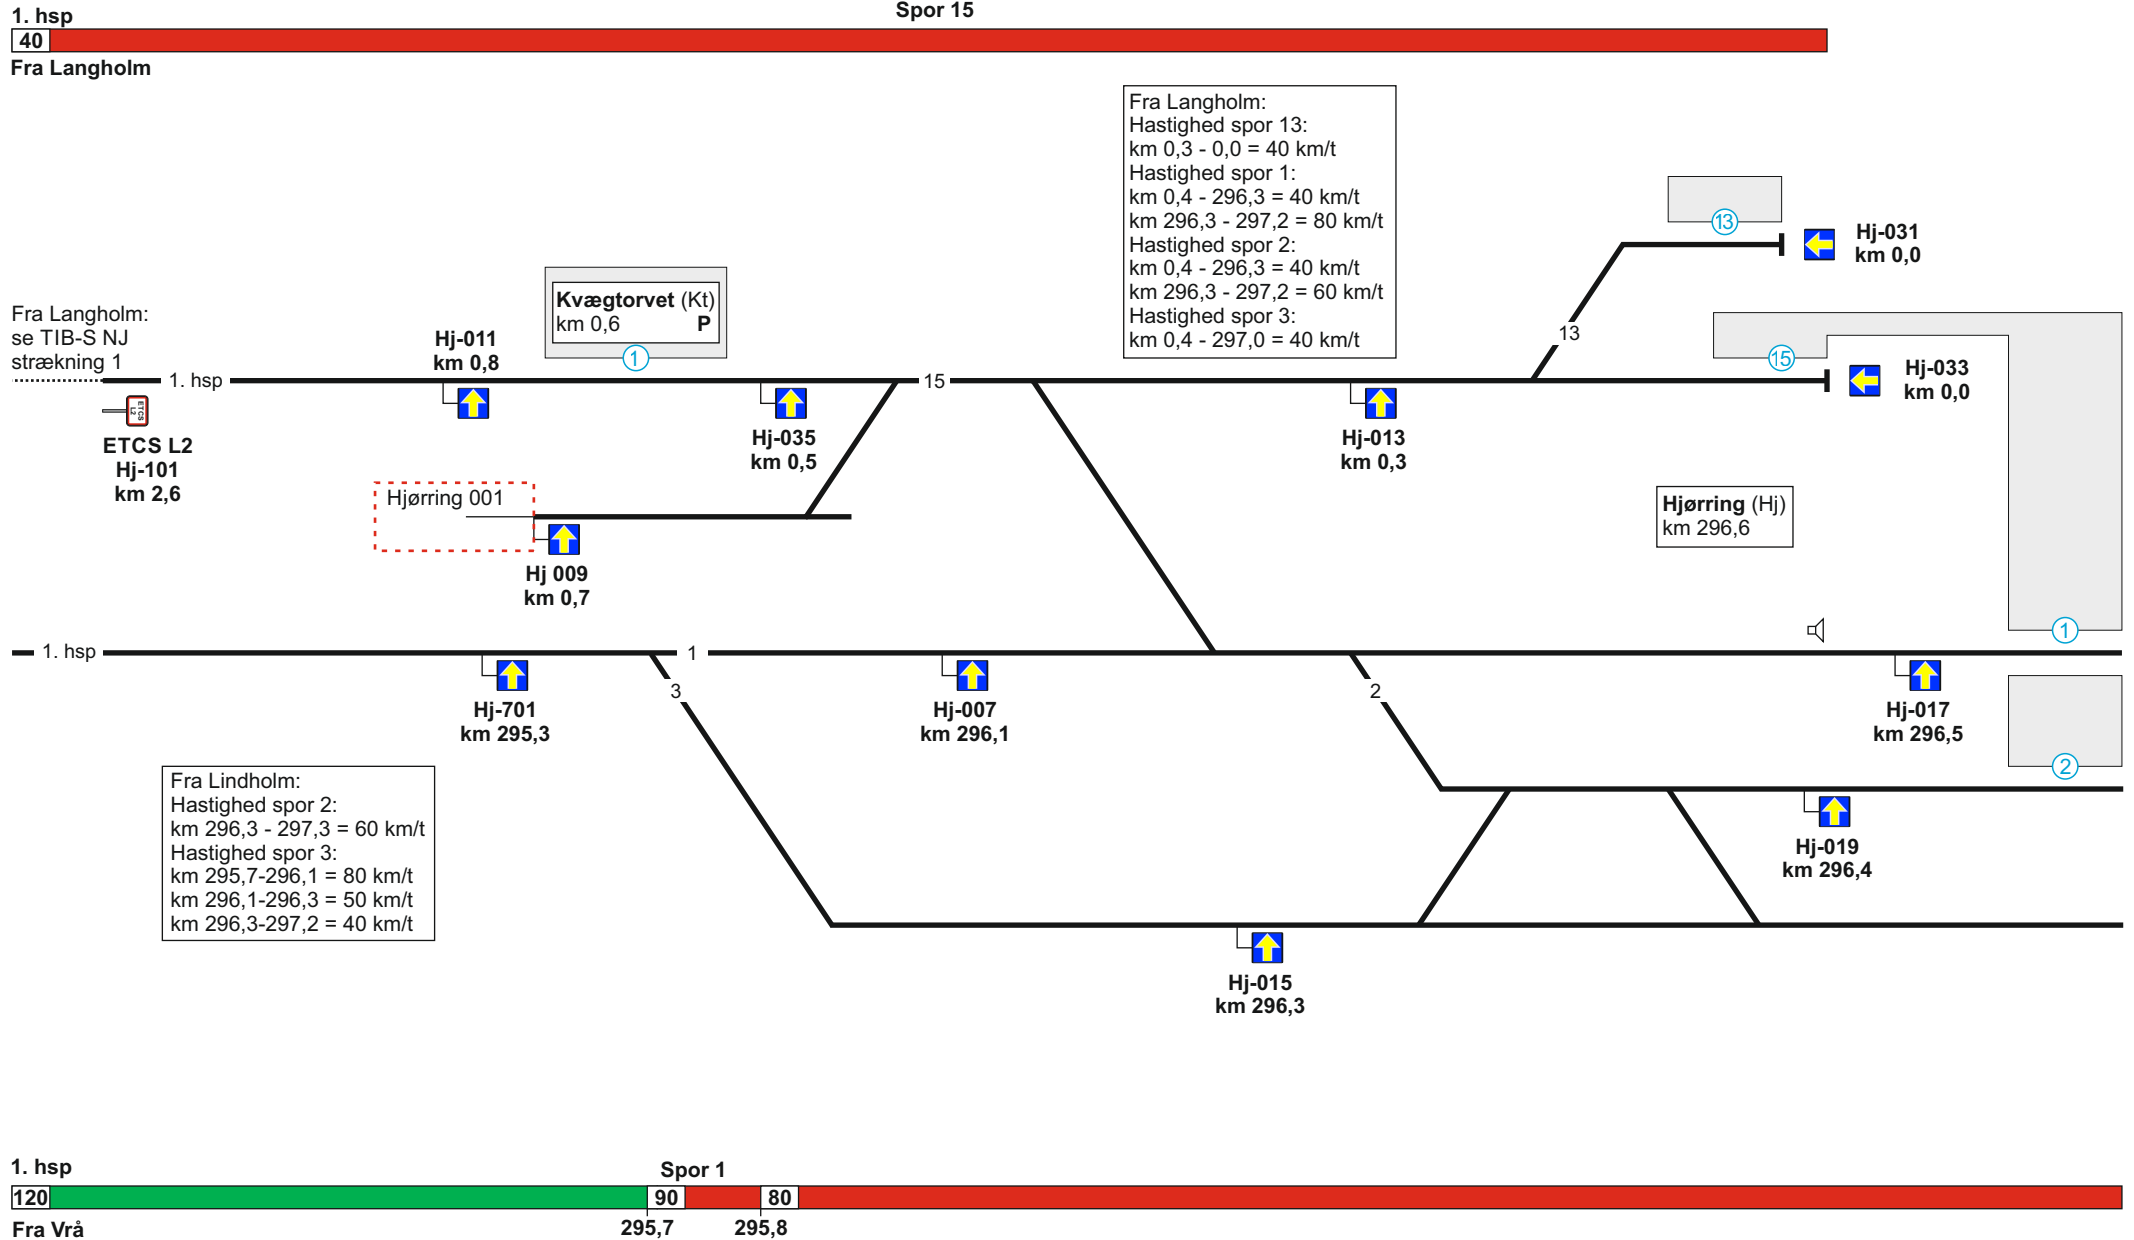 1. hsp
Spor 15
40
Fra Langholm
Fra Langholm:
Hastighed spor 13:
km 0,3 - 0,0 = 40 km/t
Hastighed spor 1:
km 0,4 - 296,3 = 40 km/t
km 296,3 - 297,2 = 80 km/t
Hastighed spor 2:
km 0,4 - 296,3 = 40 km/t
km 296,3 - 297,2 = 60 km/t
Hastighed spor 3:
km 0,4 - 297,0 = 40 km/t
13
Hj-031
km 0,0
Kvægtorvet (Kt)
km 0,6 P
1
Fra Langholm:
se TIB-S NJ
strækning 1
Hj-011
km 0,8
13
15
1. hsp
15
Hj-033
km 0,0
ETCS L2
ETCS L2
Hj-101
km 2,6
Hj-035
km 0,5
Hj-013
km 0,3
Hjørring 001
Hjørring (Hj)
km 296,6
Hj 009
km 0,7
1
1. hsp
1
3
2
Hj-701
km 295,3
Hj-007
km 296,1
Hj-017
km 296,5
2
Fra Lindholm:
Hastighed spor 2:
km 296,3 - 297,3 = 60 km/t
Hastighed spor 3:
km 295,7-296,1 = 80 km/t
km 296,1-296,3 = 50 km/t
km 296,3-297,2 = 40 km/t
Hj-019
km 296,4
Hj-015
km 296,3
1. hsp
Spor 1
120 90 80
Fra Vrå
295,7 295,8